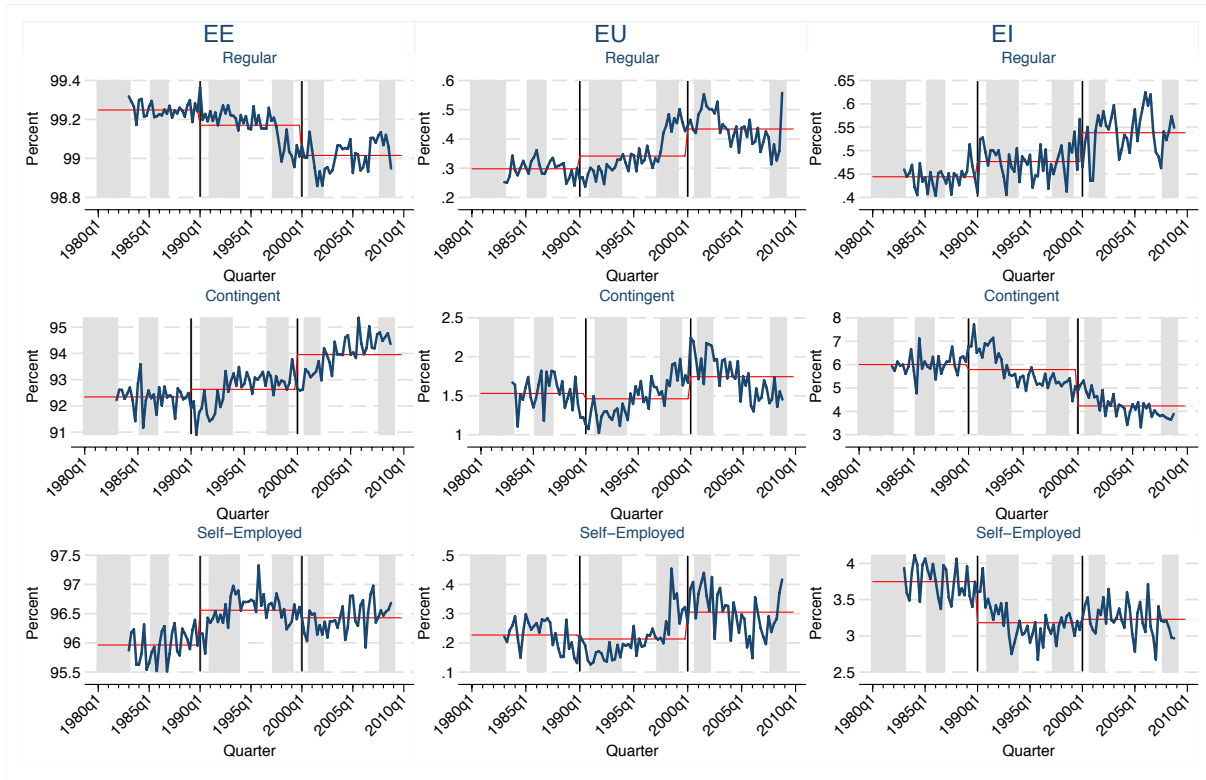 EE
EU
EI
Regular
Regular
Regular
Percent
99.4
99.2
99
98.8
1980q1
1985q1
1990q1
1995q1
2000q1
2005q1
2010q1
Quarter
Percent
.6
.5
.4
.3
.2
1980q1
1985q1
1990q1
1995q1
2000q1
2005q1
2010q1
Quarter
Percent
.65
.6
.55
.5
.45
.4
1980q1
1985q1
1990q1
1995q1
2000q1
2005q1
2010q1
Quarter
Contingent
Contingent
Contingent
Percent
95
94
93
92
91
1980q1
1985q1
1990q1
1995q1
2000q1
2005q1
2010q1
Quarter
Percent
2.5
2
1.5
1
1980q1
1985q1
1990q1
1995q1
2000q1
2005q1
2010q1
Quarter
Percent
8
7
6
5
4
3
1980q1
1985q1
1990q1
1995q1
2000q1
2005q1
2010q1
Quarter
Self-Employed
Self-Employed
Self-Employed
Percent
97.5
97
96.5
96
95.5
1980q1
1985q1
1990q1
1995q1
2000q1
2005q1
2010q1
Quarter
Percent
.5
.4
.3
.2
.1
1980q1
1985q1
1990q1
1995q1
2000q1
2005q1
2010q1
Quarter
Percent
4
3.5
3
2.5
1980q1
1985q1
1990q1
1995q1
2000q1
2005q1
2010q1
Quarter